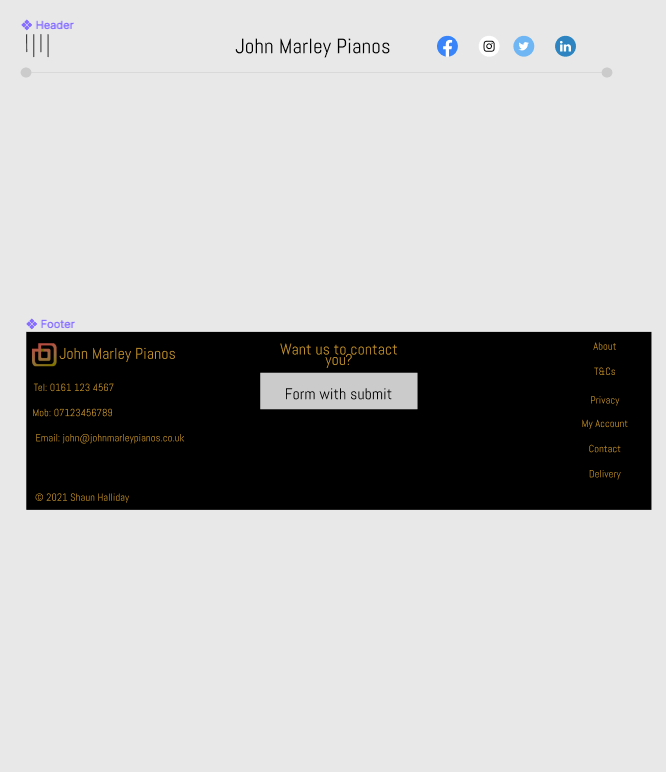 Header
John Marley Pianos
Footer
John Marley Pianos
Tel: 0161 123 4567
Mob: 07123456789
Email: john@johnmarleypianos.co.uk
© 2021 Shaun Halliday
Want us to contact
you?
Form with submit
About
T&Cs
Privacy
My Account
Contact
Delivery